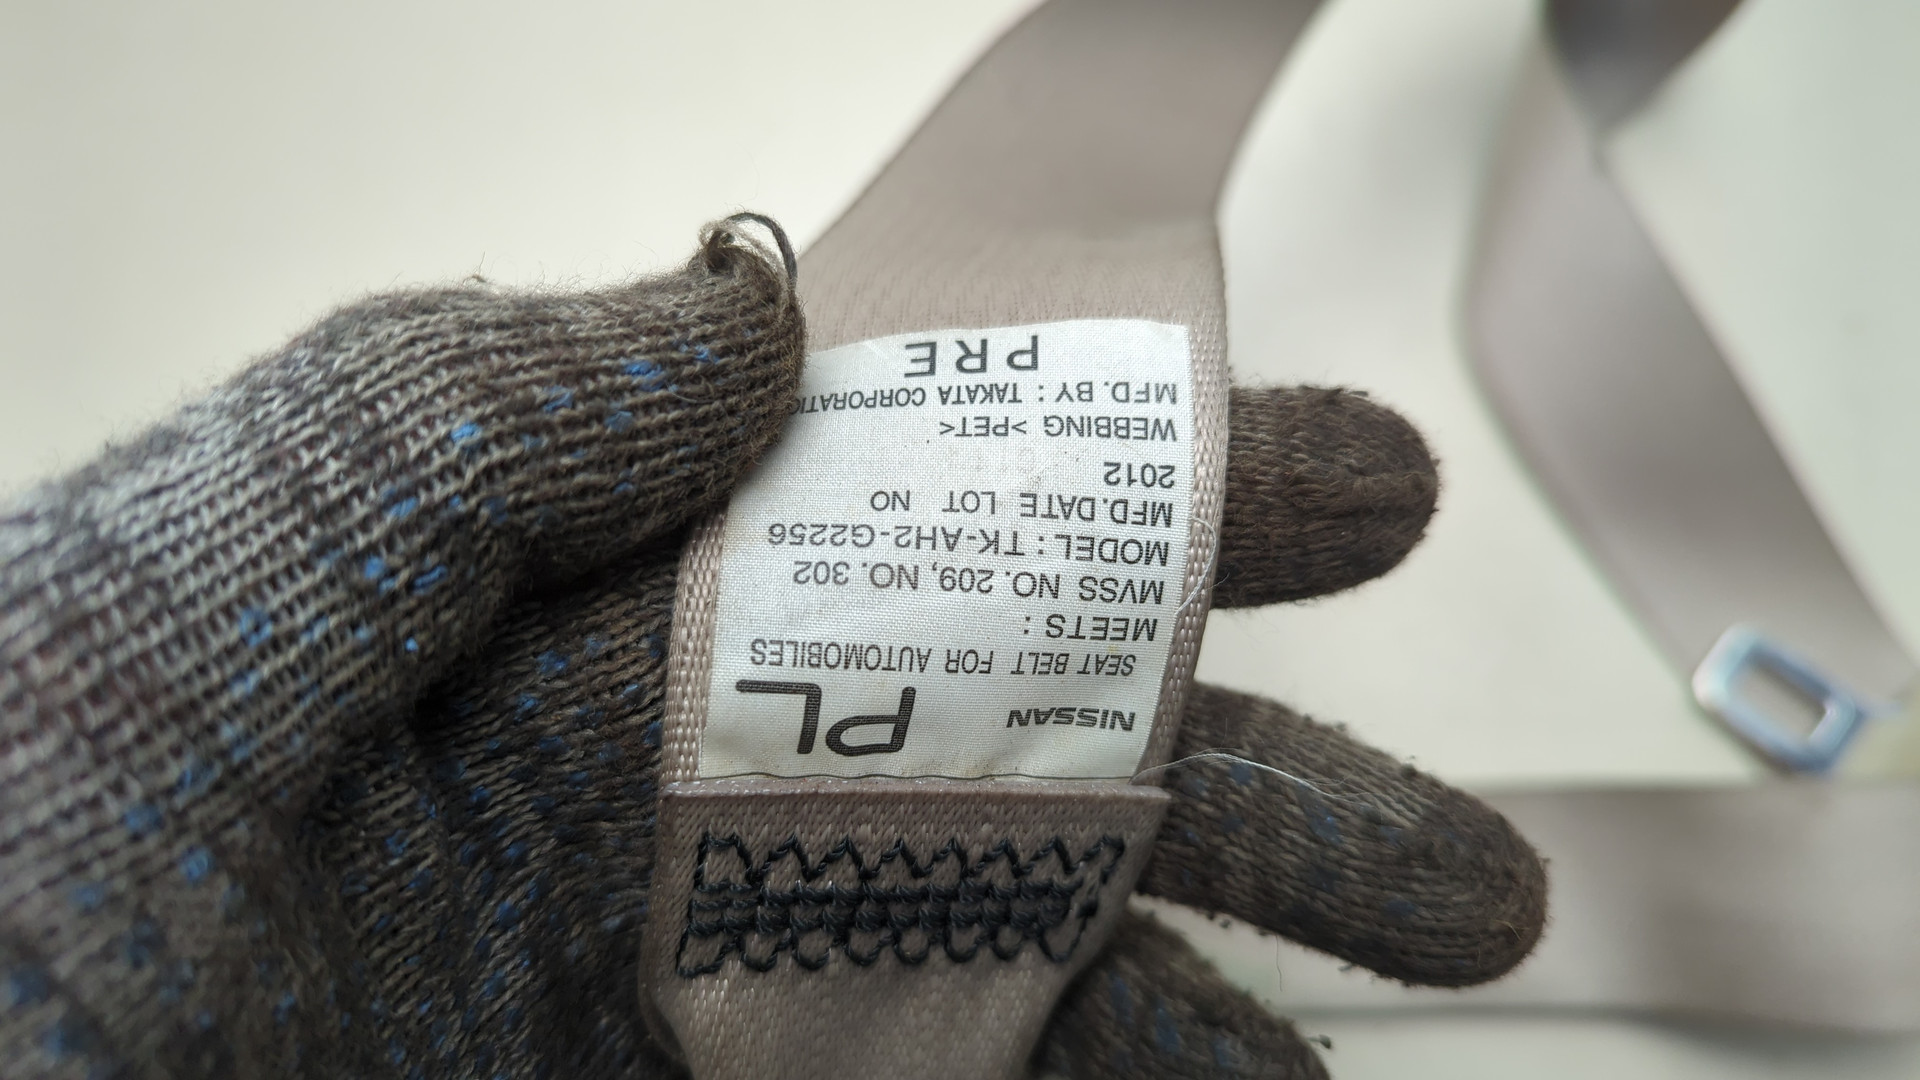 NISSAN PL
SEAT BELT FOR AUTOMOBILES
MEETS :
MVSS NO. 209, NO. 302
MODEL : TK-AH2-G2256
MFD.DATE LOT NO
2012
WEBBING >PET<
MFD. BY : TAKATA
PRE